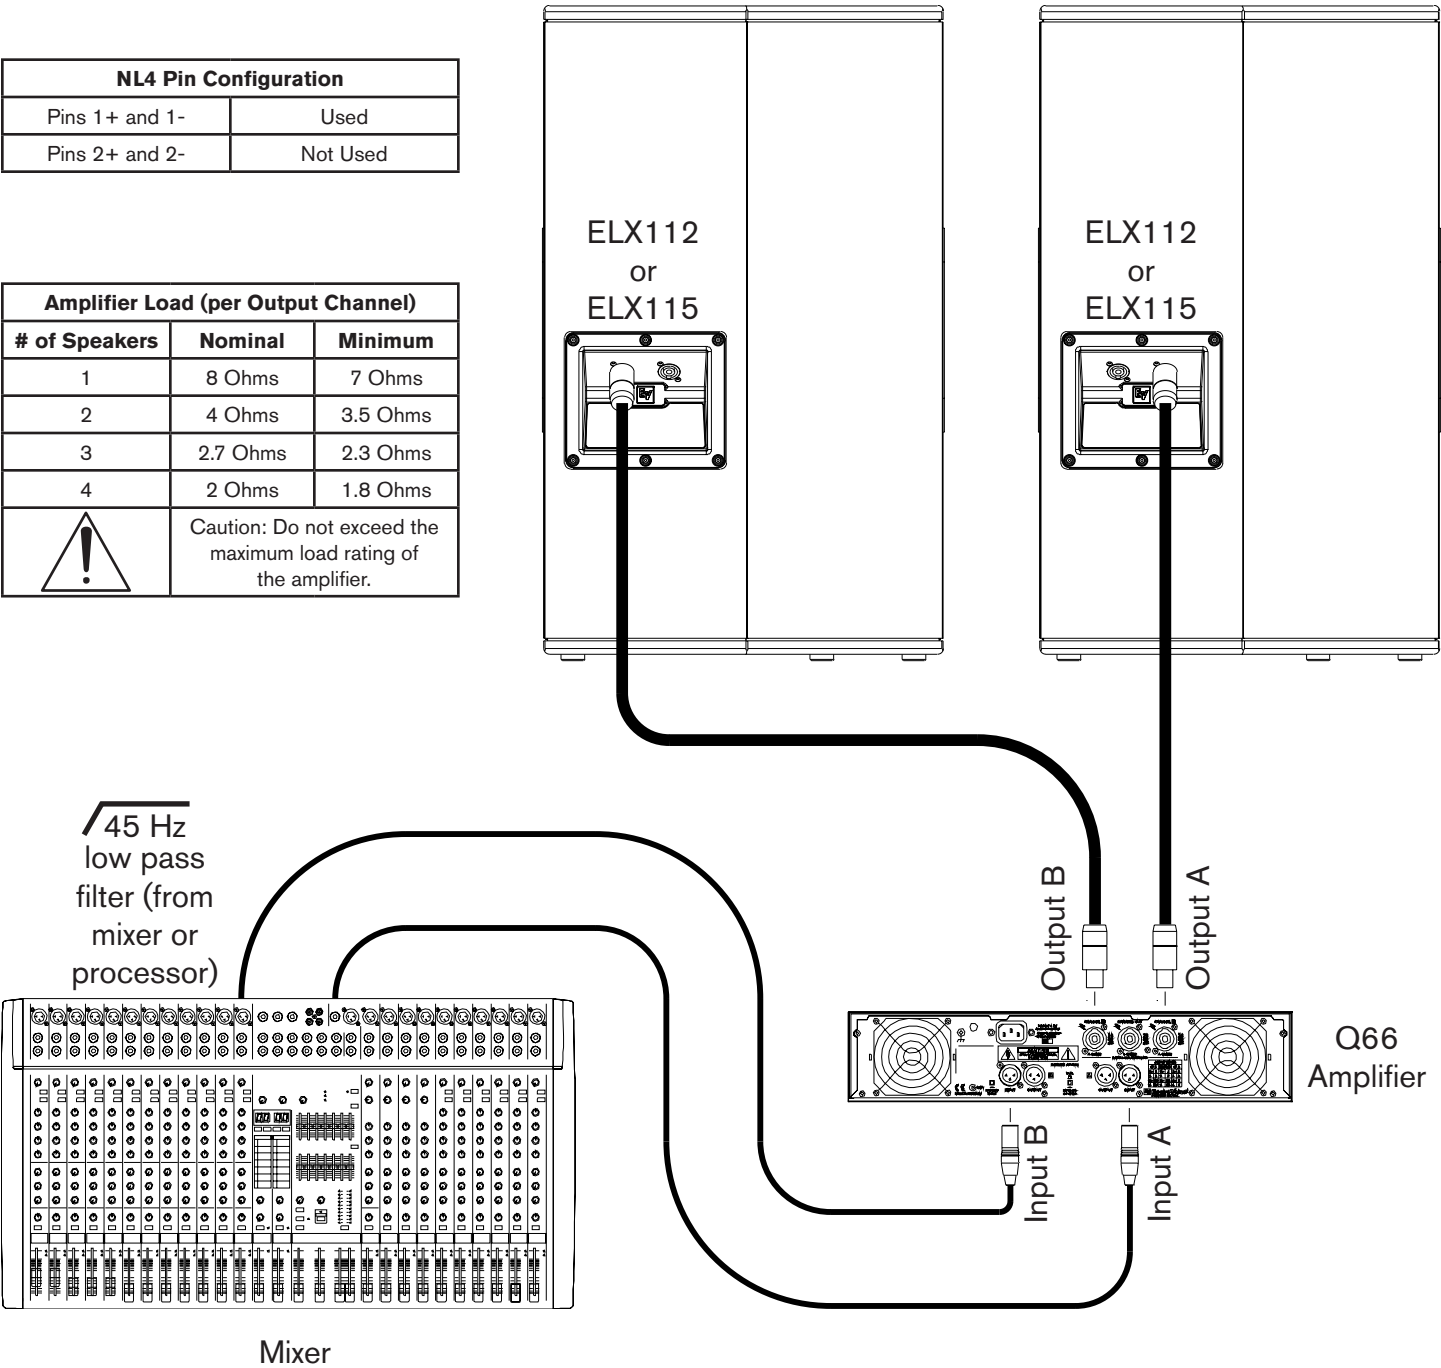 NL4 Pin Configuration
Pins 1+ and 1- Used
Pins 2+ and 2- Not Used
Amplifier Load (per Output Channel)
# of Speakers Nominal Minimum
1 8 Ohms 7 Ohms
2 4 Ohms 3.5 Ohms
3 2.7 Ohms 2.3 Ohms
4 2 Ohms 1.8 Ohms
Caution: Do not exceed the
maximum load rating of
the amplifier.
ELX112
or
ELX115
ELX112
or
ELX115
45 Hz
low pass
filter (from
mixer or
processor)
Output B
Output A
Q66
Amplifier
Input B
Input A
Mixer